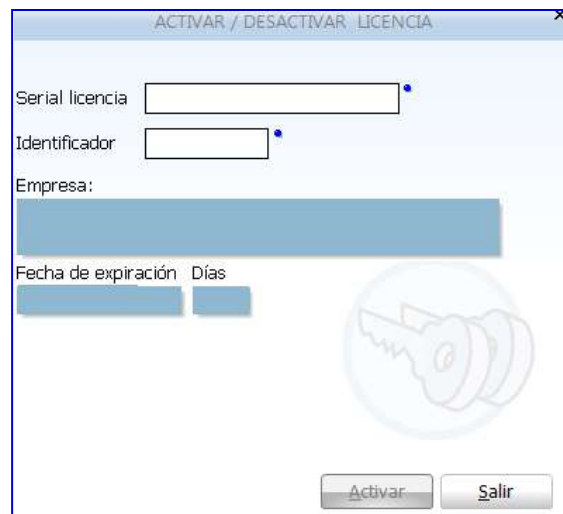 ACTIVAR / DESACTIVAR LICENCIA
Serial licencia
Identificador
Empresa:
Fecha de expiración Días
Activar Salir